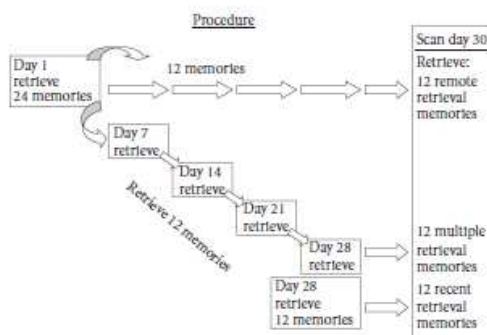 Procedure
Day 1
retrieve
24 memories
12 memories
Scan day 30
Retrieve:
12 remote
retrieval
memories
Day 7
retrieve
Day 14
retrieve
Day 21
retrieve
Day 28
retrieve
Retrieve 12 memories
12 multiple
retrieval
memories
Day 28
retrieve
12 memories
12 recent
retrieval
memories